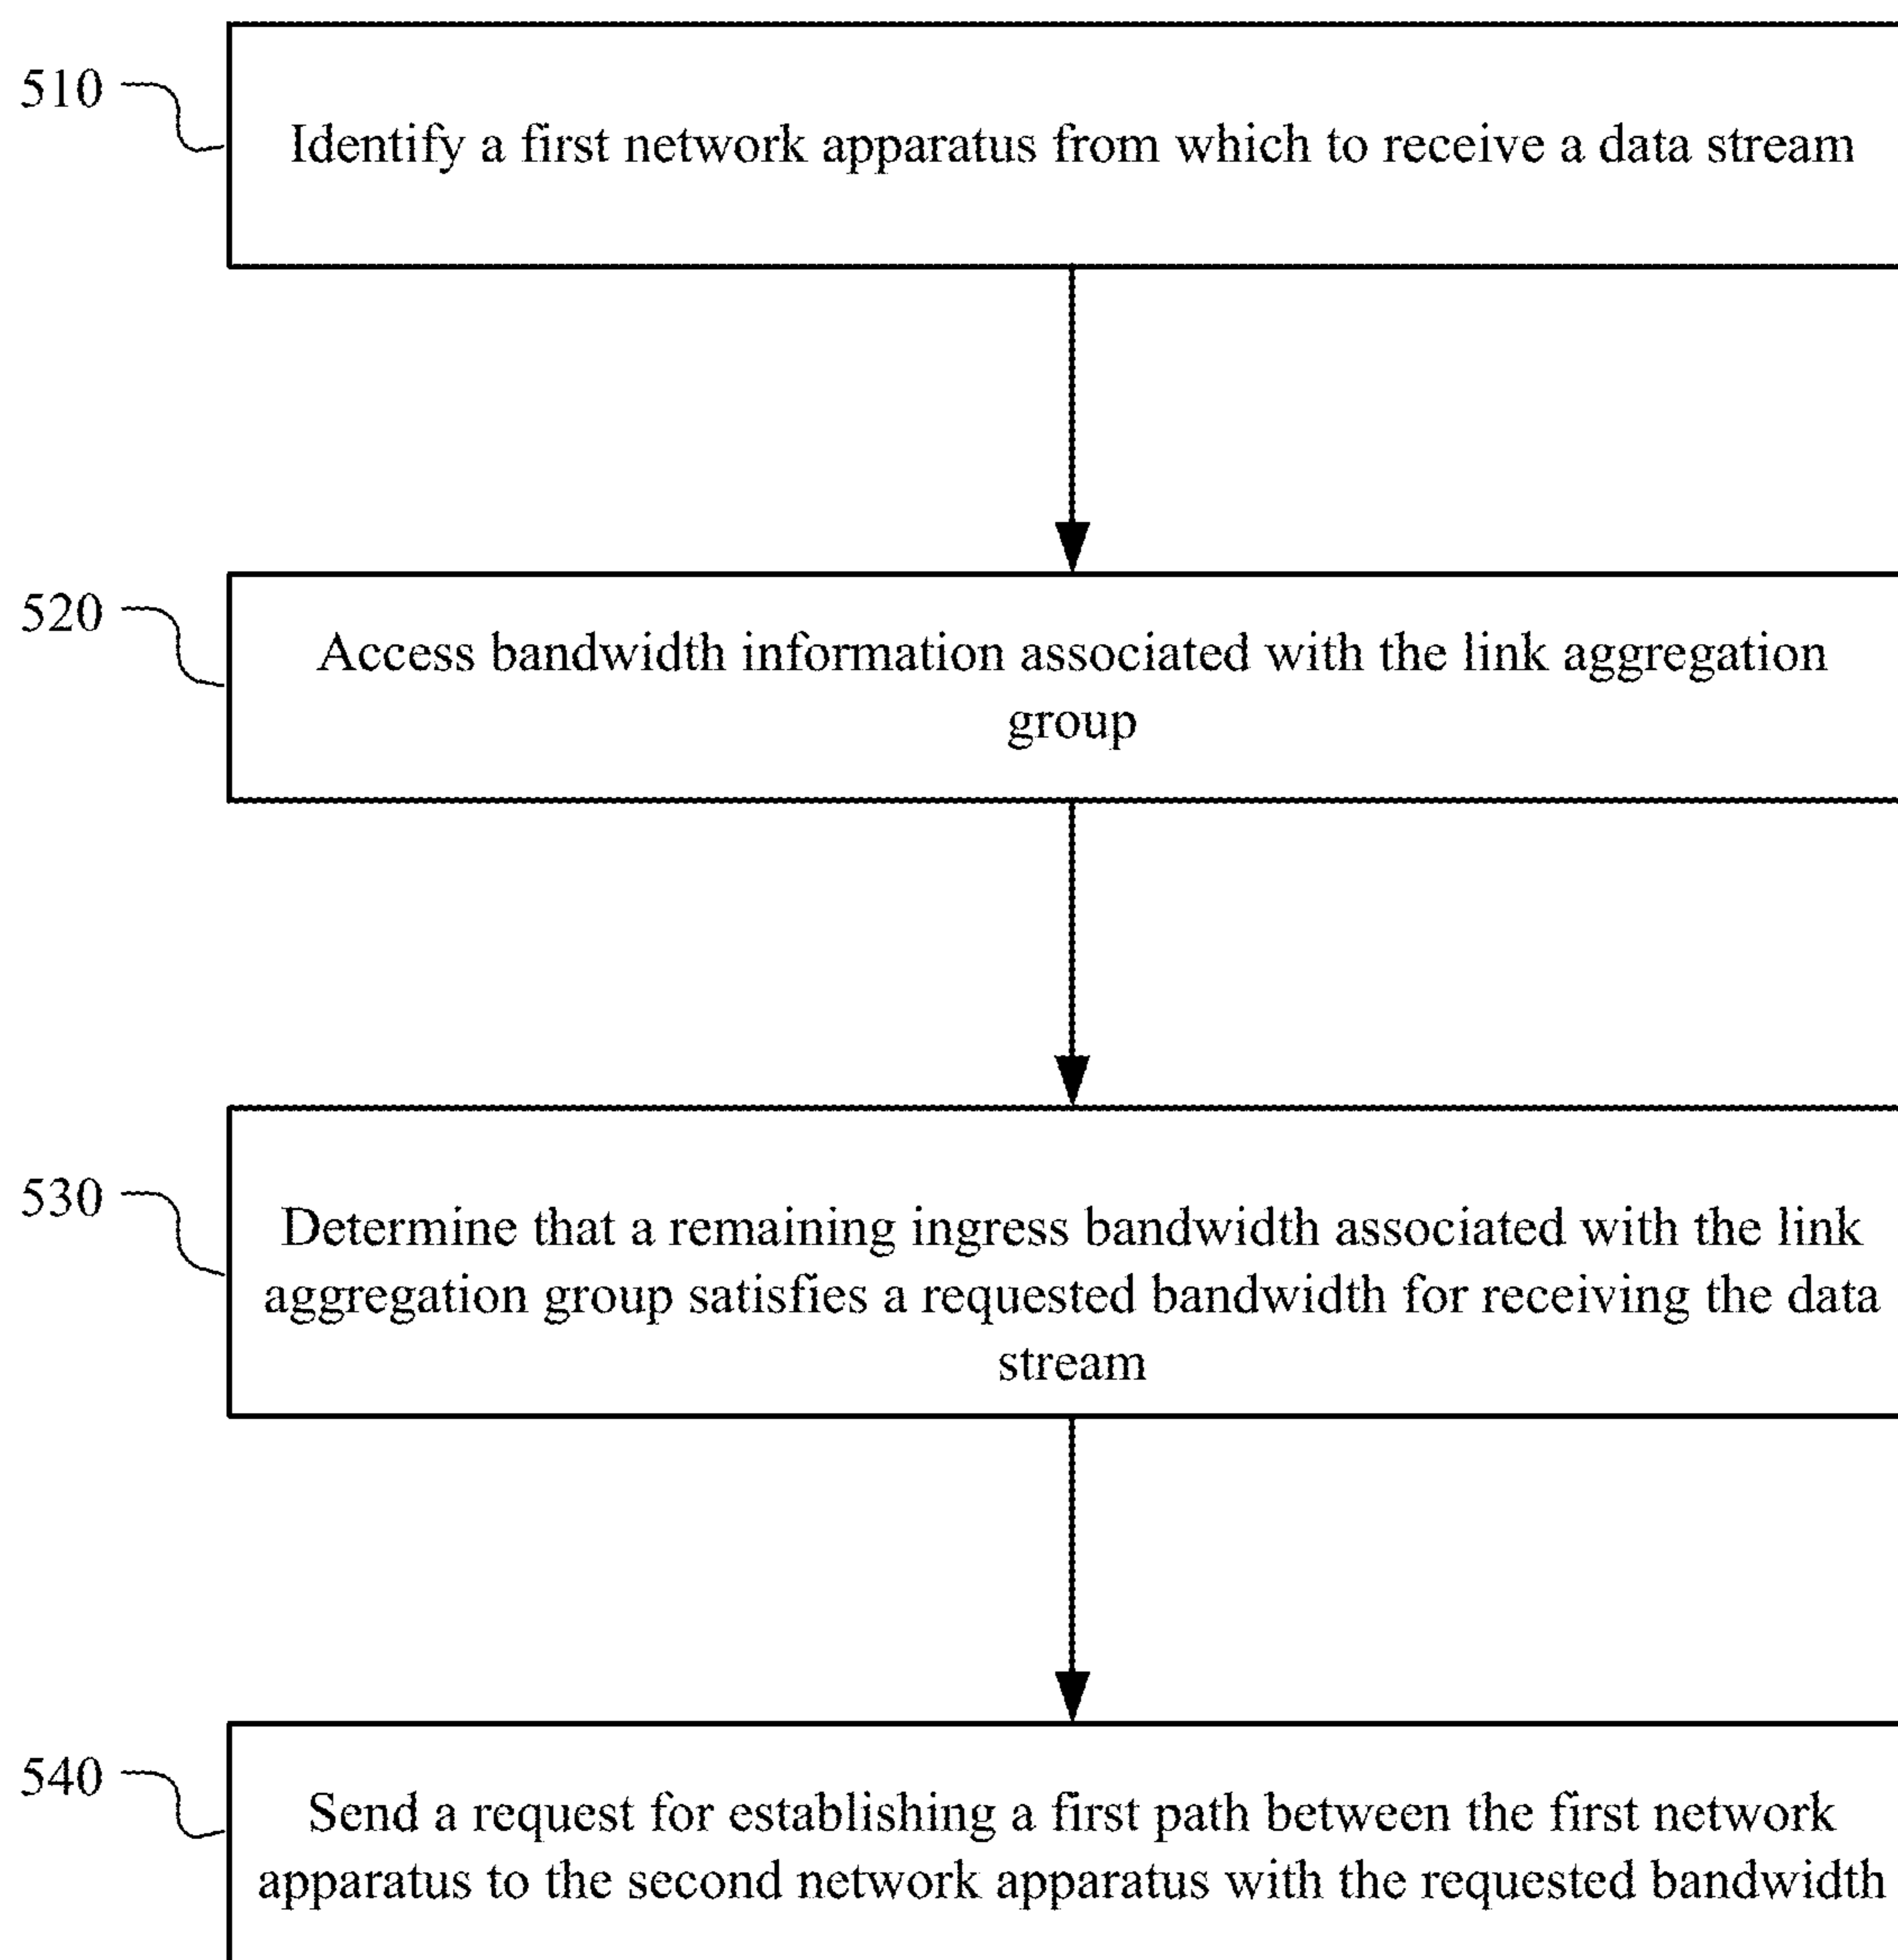 510
Identify a first network apparatus from which to receive a data stream
520
Access bandwidth information associated with the link aggregation
group
530
Determine that a remaining ingress bandwidth associated with the link
aggregation group satisfies a requested bandwidth for receiving the data
stream
540
Send a request for establishing a first path between the first network
apparatus to the second network apparatus with the requested bandwidth